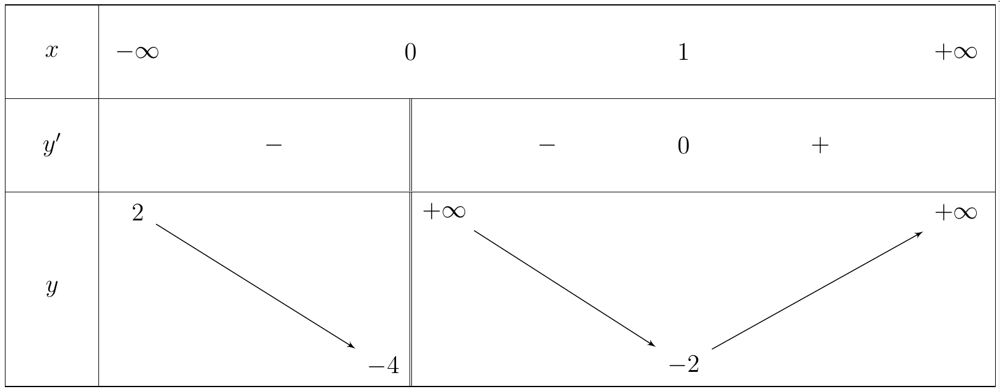 x −∞ 0 1 +∞
y′ − − 0 +
2 +∞ +∞
y
−4 −2